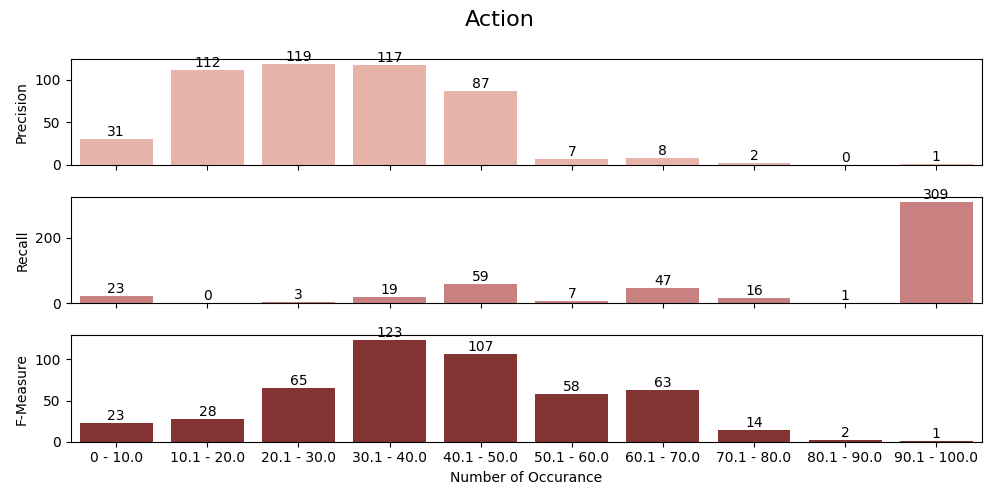 Action
Precision
100
50
0
31 112 119 117 87 7 8 2 0 1
Recall
200
0
23 0 3 19 59 7 47 16 1 309
F-Measure
100
50
0
23 28 65 123 107 58 63 14 2 1
0 - 10.0 10.1 - 20.0 20.1 - 30.0 30.1 - 40.0 40.1 - 50.0 50.1 - 60.0 60.1 - 70.0 70.1 - 80.0 80.1 - 90.0 90.1 - 100.0
Number of Occurance